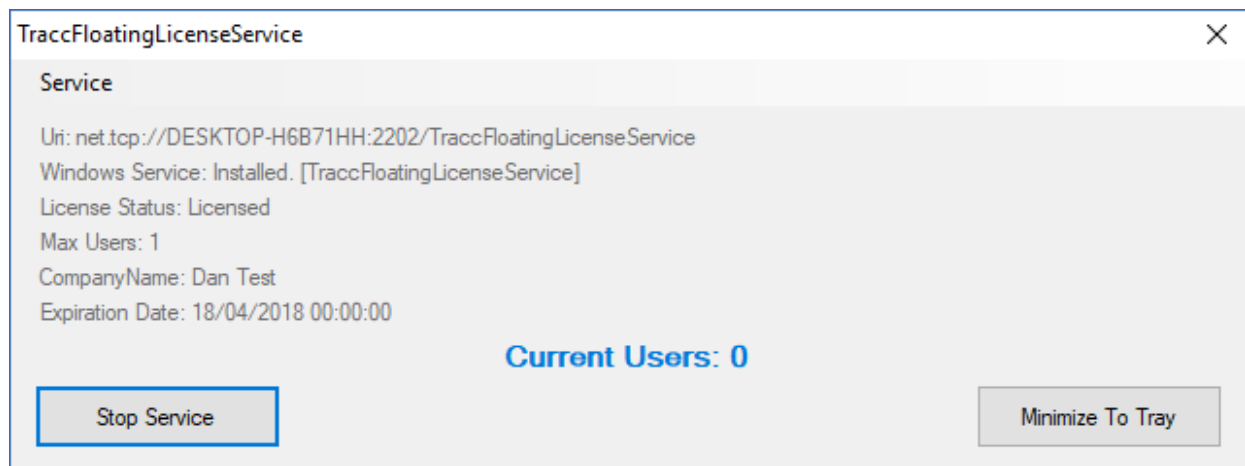 TraccFloatingLicenseService
Service
Uri: net.tcp://DESKTOP-H6B71HH:2202/TraccFloatingLicenseService
Windows Service: Installed. [TraccFloatingLicenseService]
License Status: Licensed
Max Users: 1
CompanyName: Dan Test
Expiration Date: 18/04/2018 00:00:00
Current Users: 0
Stop Service
Minimize To Tray